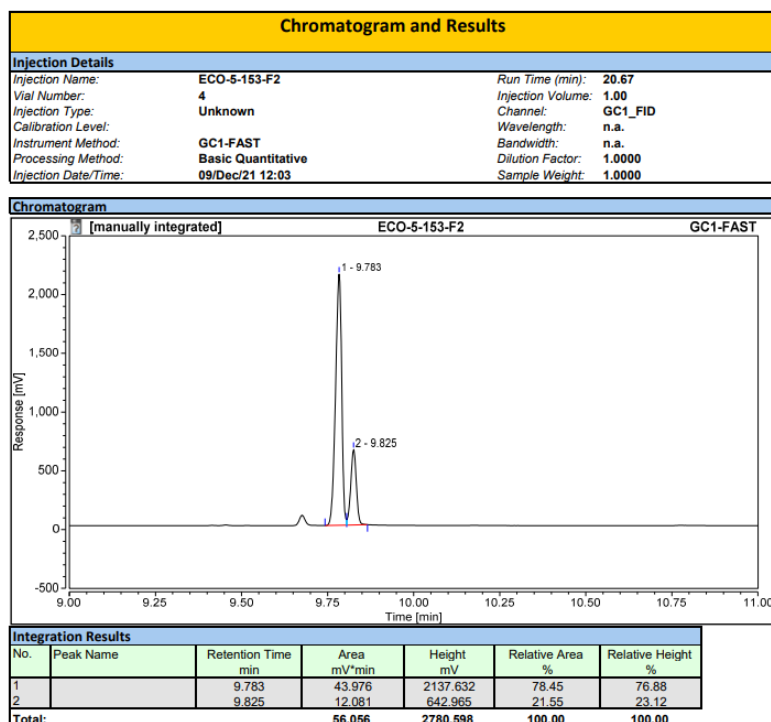 Chromatogram and Results
Injection Details
Injection Name: ECO-5-153-F2 Run Time (min): 20.67
Vial Number: 4 Injection Volume: 1.00
Injection Type: Unknown Channel: GC1_FID
Calibration Level: Wavelength: n.a.
Instrument Method: GC1-FAST Bandwidth: n.a.
Processing Method: Basic Quantitative Dilution Factor: 1.0000
Injection Date/Time: 09/Dec/21 12:03 Sample Weight: 1.0000
Chromatogram
[manually integrated] ECO-5-153-F2 GC1-FAST
2,500
1 - 9.783
2,000
1,500
Response [mV]
1,000
2 - 9.825
500
0
-500
9.00 9.25 9.50 9.75 10.00 10.25 10.50 10.75 11.00
Time [min]
Integration Results
No. Peak Name Retention Time Area Height Relative Area Relative Height
min mV*min mV % %
1 9.783 43.976 2137.632 78.45 76.88
2 9.825 12.081 642.965 21.55 23.12
Total: 56.056 2780.598 100.00 100.00